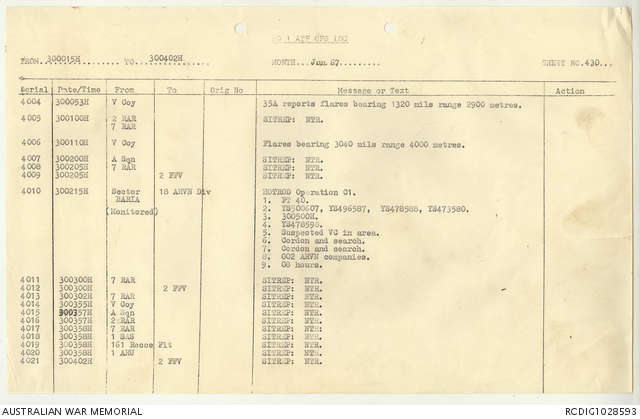 HQ 1 ATF OPS LOG
FROM. 300015H TO. 300402H MONTH Jan 67 SHEET NO. 430
Serial Date/Time From To Orig No Message or Text Action
4004 300053H V Coy 35A reports flares bearing 1320 mils range 2900 metres.
4005 300100H 2 RAR SITREP: NTR.
7 RAR
4006 300110H V Coy Flares bearing 3040 mils range 4000 metres.
4007 300200H A Sqn SITREP: NTR.
4008 300205H 7 RAR SITREP: NTR.
4009 300205H 2 FFV SITREP: NTR.
4010 300215H Sector 18 ARVN Div HOTROD Operation C1.
BARIA 1. PT 40.
(Monitored) 2. YS500607, YS496587, YS478588, YS473580.
3. 300500H.
4. YS478598.
5. Suspected VC in area.
6. Cordon and search.
7. Cordon and search.
8. 002 ARVN companies.
9. 08 hours.
4011 300300H 7 RAR SITREP: NTR.
4012 300300H 2 FFV SITREP: NTR.
4013 300302H 7 RAR SITREP: NTR.
4014 300355H V Coy SITREP: NTR.
4015 300357H A Sqn SITREP: NTR.
4016 300357H 2 RAR SITREP: NTR.
4017 300358H 7 RAR SITREP: NTR.
4018 300358H 1 SAS SITREP: NTR.
4019 300358H 161 Recce Flt SITREP: NTR.
4020 300358H 1 ARU SITREP: NTR.
4021 300402H 2 FFV SITREP: NTR.
AUSTRALIAN WAR MEMORIAL RCDIG1028593